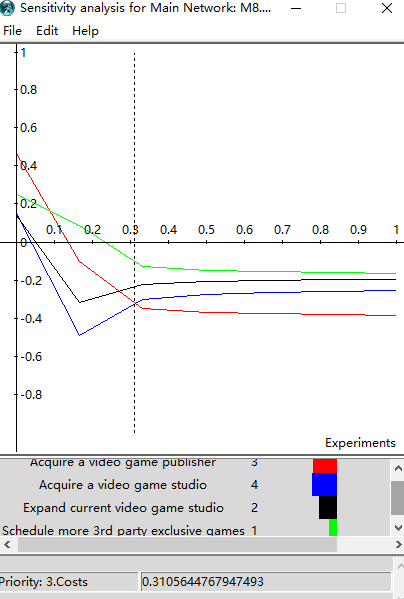 Sensitivity analysis for Main Network: M8....
File Edit Help
1
0.8
0.6
0.4
0.2
0.1 0.2 0.3 0.4 0.5 0.6 0.7 0.8 0.9 1
0
-0.2
-0.4
-0.6
-0.8
Experiments
Acquire a video game publisher 3
Acquire a video game studio 4
Expand current video game studio 2
Schedule more 3rd party exclusive games 1
Priority: 3.Costs 0.3105644767947493